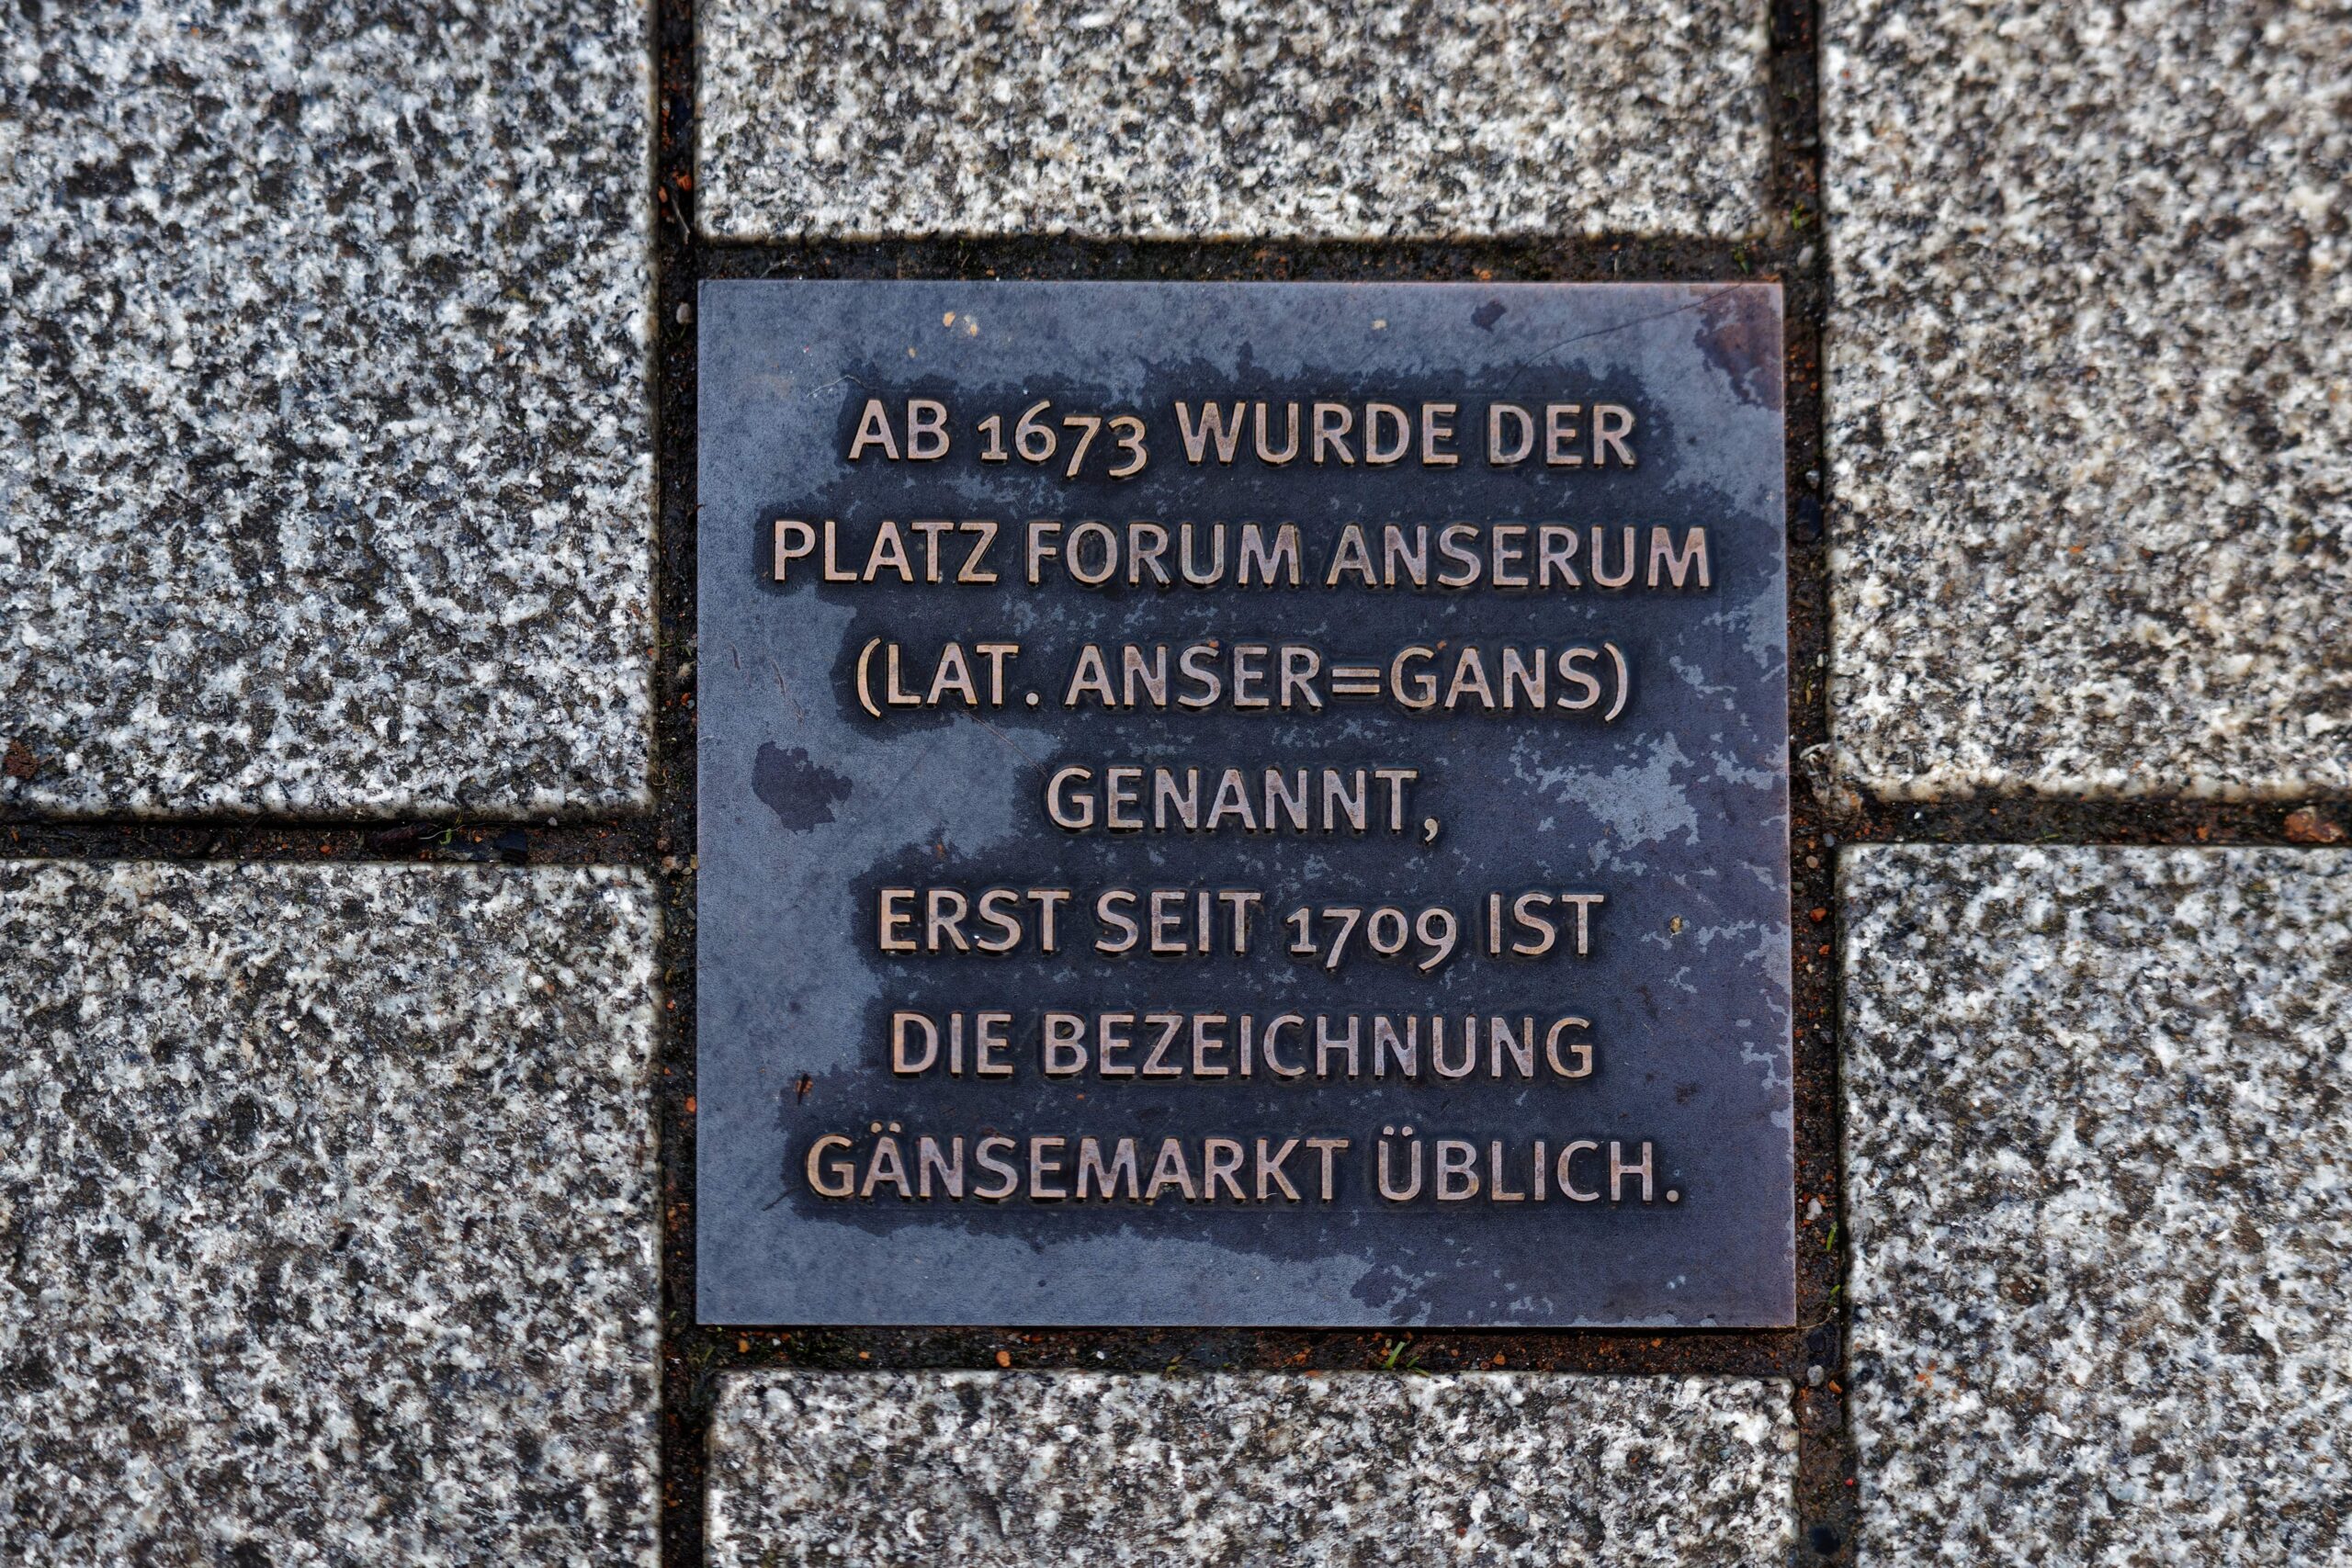 AB 1673 WURDE DER
PLATZ FORUM ANSERUM
(LAT. ANSER=GANS)
GENANNT,
ERST SEIT 1709 IST
DIE BEZEICHNUNG
GÄNSEMARKT ÜBLICH.